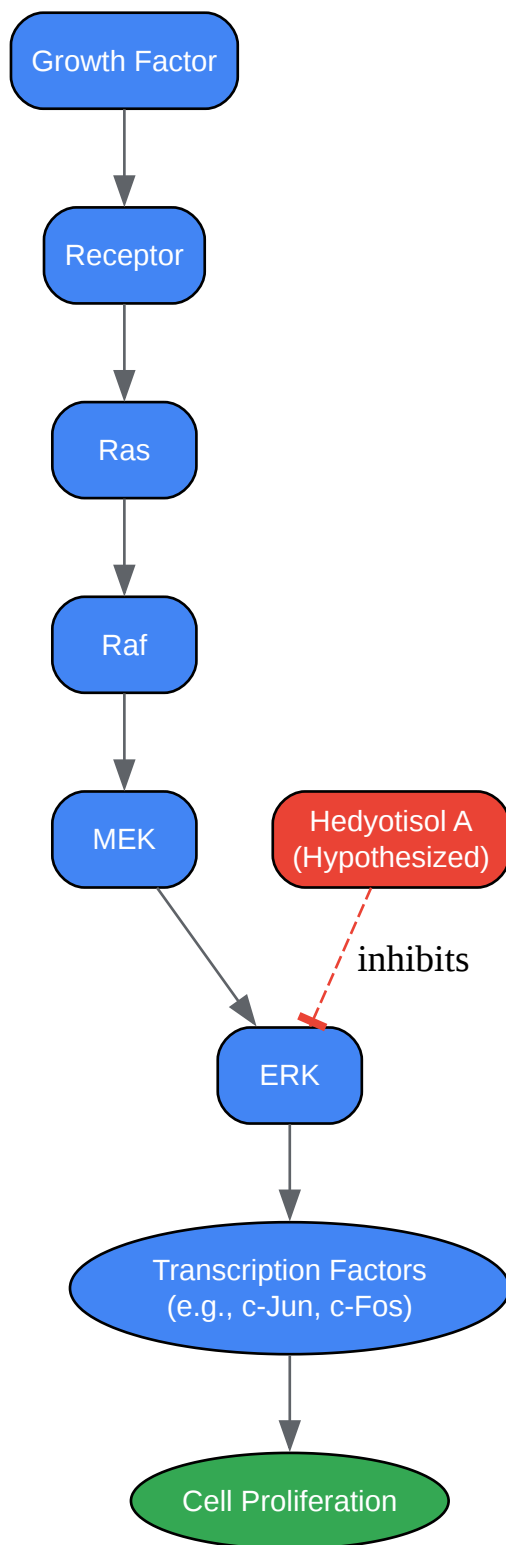 Growth Factor
Receptor
Ras
Raf
MEK
Hedyotisol A
(Hypothesized)
inhibits
ERK
Transcription Factors
(e.g., c-Jun, c-Fos)
Cell Proliferation